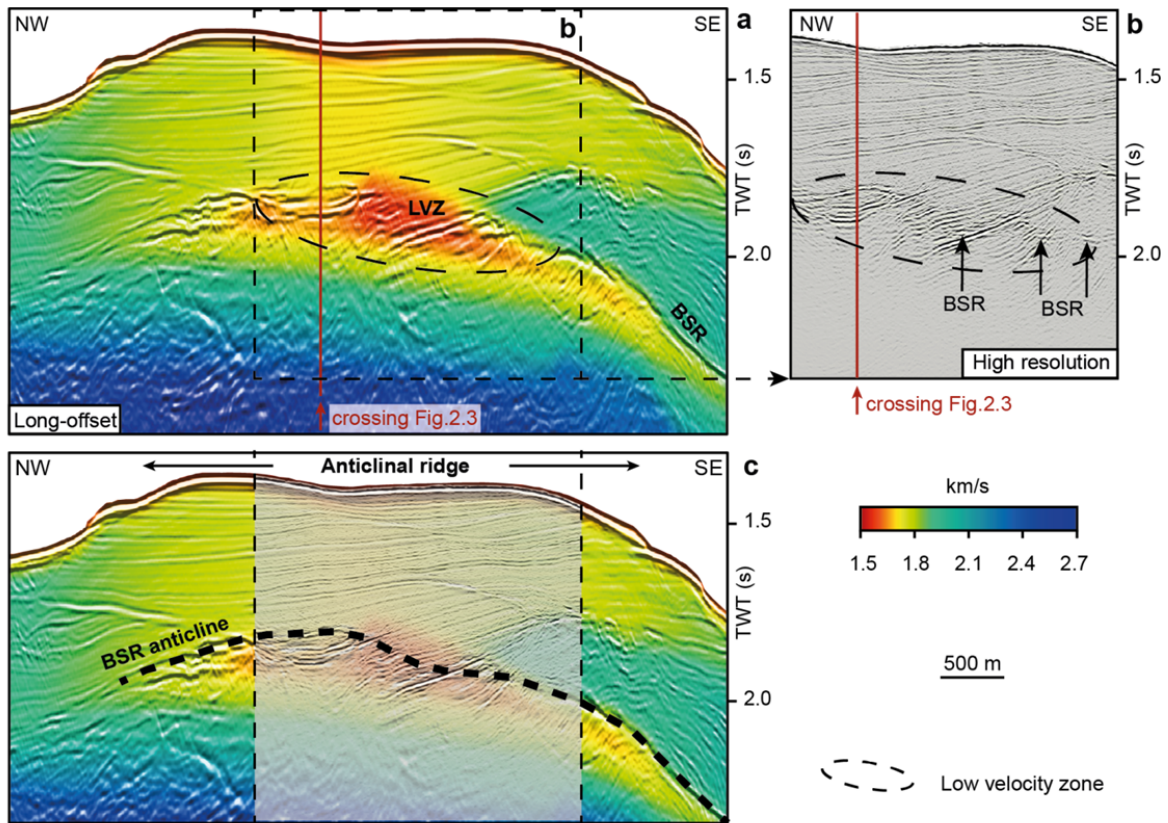 NW
b
SE
a
1.5
TWT (s)
2.0
LVZ
BSR
Long-offset
crossing Fig.2.3
NW
SE
b
1.5
TWT (s)
2.0
BSR
BSR
High resolution
crossing Fig.2.3
NW
Anticlinal ridge
SE
c
1.5
TWT (s)
2.0
BSR anticline
km/s
1.5 1.8 2.1 2.4 2.7
500 m
Low velocity zone